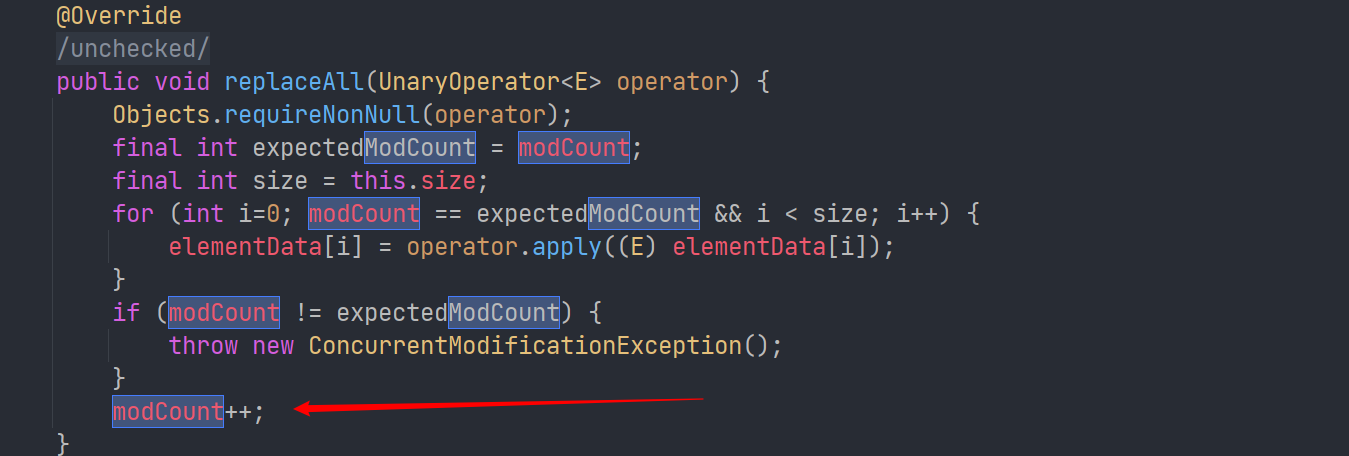 @Override
/unchecked/
public void replaceAll(UnaryOperator<E> operator) {
Objects.requireNonNull(operator);
final int expectedModCount = modCount;
final int size = this.size;
for (int i=0; modCount == expectedModCount && i < size; i++) {
elementData[i] = operator.apply((E) elementData[i]);
}
if (modCount != expectedModCount) {
throw new ConcurrentModificationException();
}
modCount++;
}